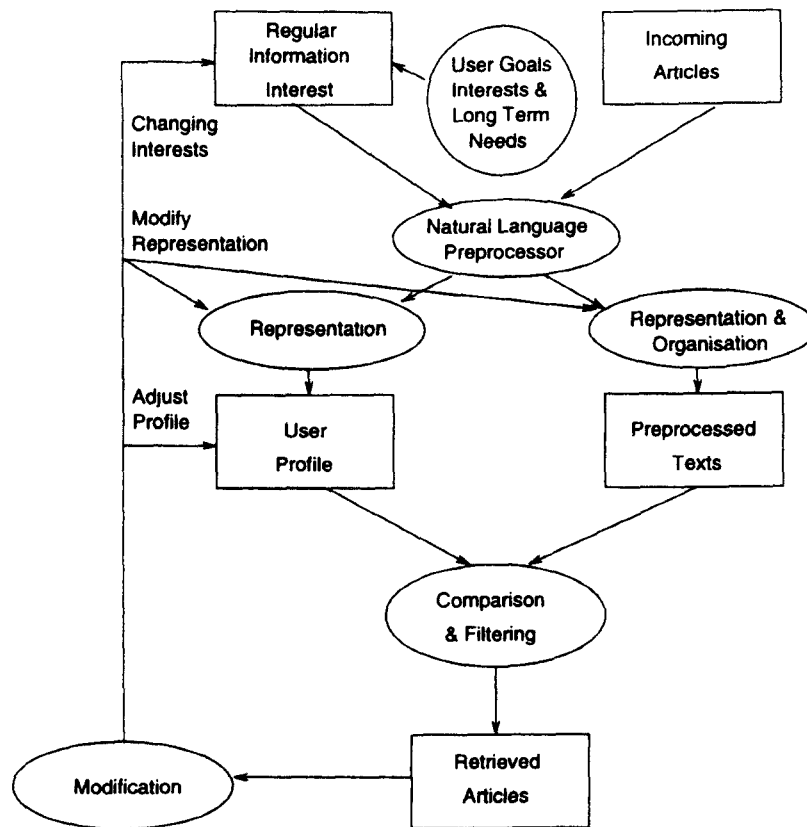 Regular
Information
Interest
User Goals
Interests &
Long Term
Needs
Incoming
Articles
Changing
Interests
Modify
Representation
Natural Language
Preprocessor
Representation
Representation &
Organisation
Adjust
Profile
User
Profile
Preprocessed
Texts
Comparison
& Filtering
Modification
Retrieved
Articles